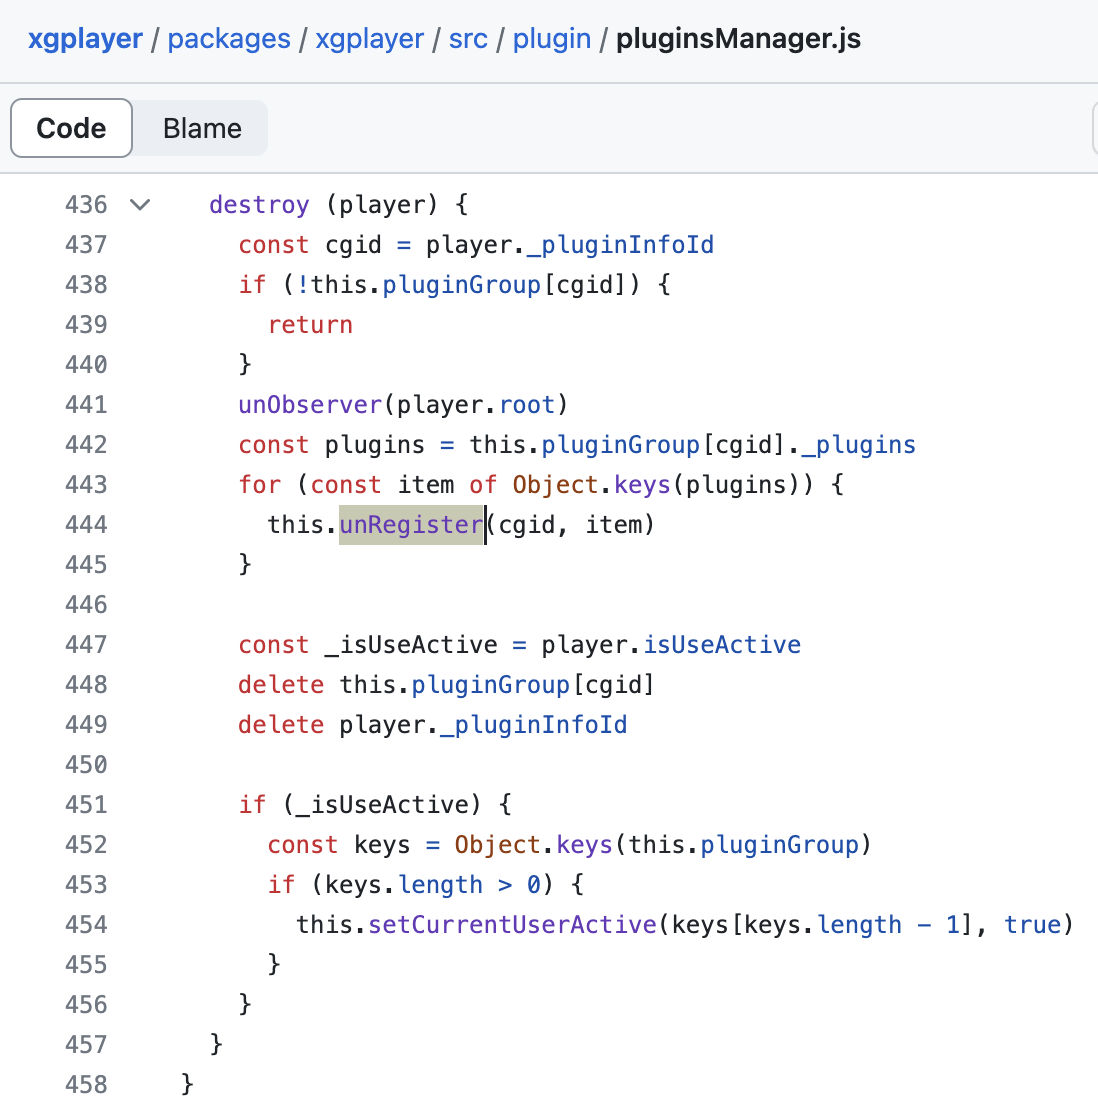 xgplayer / packages / xgplayer / src / plugin / pluginsManager.js
Code Blame
436 destroy (player) {
437 const cgid = player._pluginInfoId
438 if (!this.pluginGroup[cgid]) {
439 return
440 }
441 unObserver(player.root)
442 const plugins = this.pluginGroup[cgid]._plugins
443 for (const item of Object.keys(plugins)) {
444 this.unRegister(cgid, item)
445 }
446
447 const _isUseActive = player.isUseActive
448 delete this.pluginGroup[cgid]
449 delete player._pluginInfoId
450
451 if (_isUseActive) {
452 const keys = Object.keys(this.pluginGroup)
453 if (keys.length > 0) {
454 this.setCurrentUserActive(keys[keys.length - 1], true)
455 }
456 }
457 }
458 }